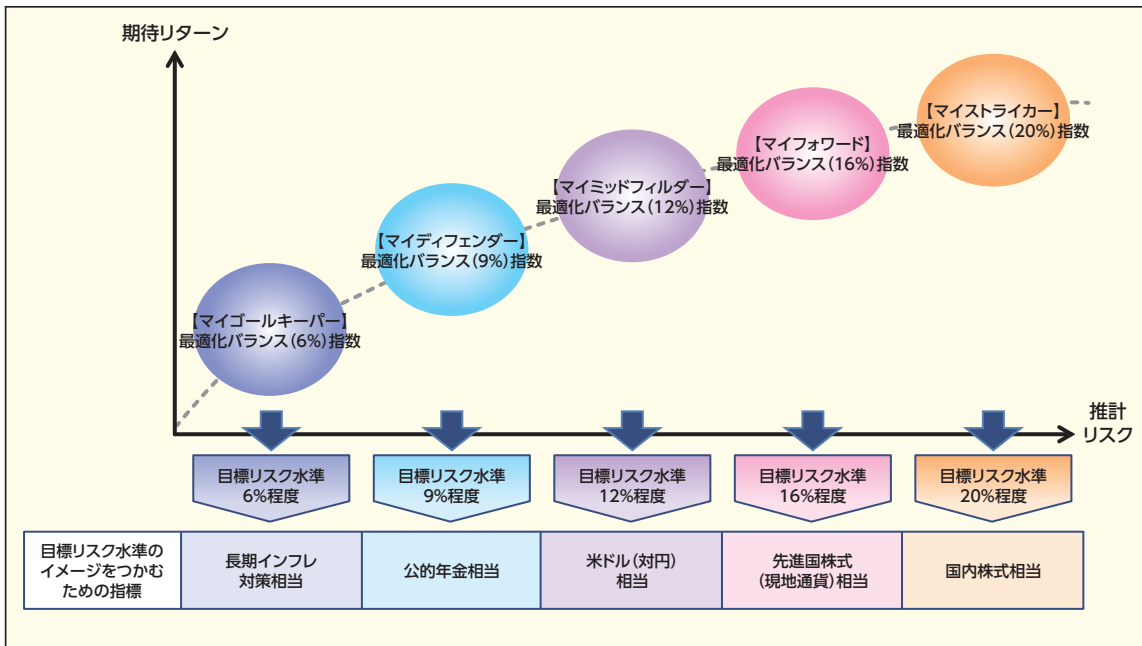 期待リターン
【マイストライカー】
最適化バランス(20%)指数
【マイフォワード】
最適化バランス(16%)指数
【マイミッドフィルダー】
最適化バランス(12%)指数
【マイディフェンダー】
最適化バランス(9%)指数
【マイゴールキーパー】
最適化バランス(6%)指数
推計
リスク
目標リスク水準
6%程度
目標リスク水準
9%程度
目標リスク水準
12%程度
目標リスク水準
16%程度
目標リスク水準
20%程度
目標リスク水準の
イメージをつかむ
ための指標
長期インフレ
対策相当
公的年金相当
米ドル(対円)
相当
先進国株式
(現地通貨)相当
国内株式相当